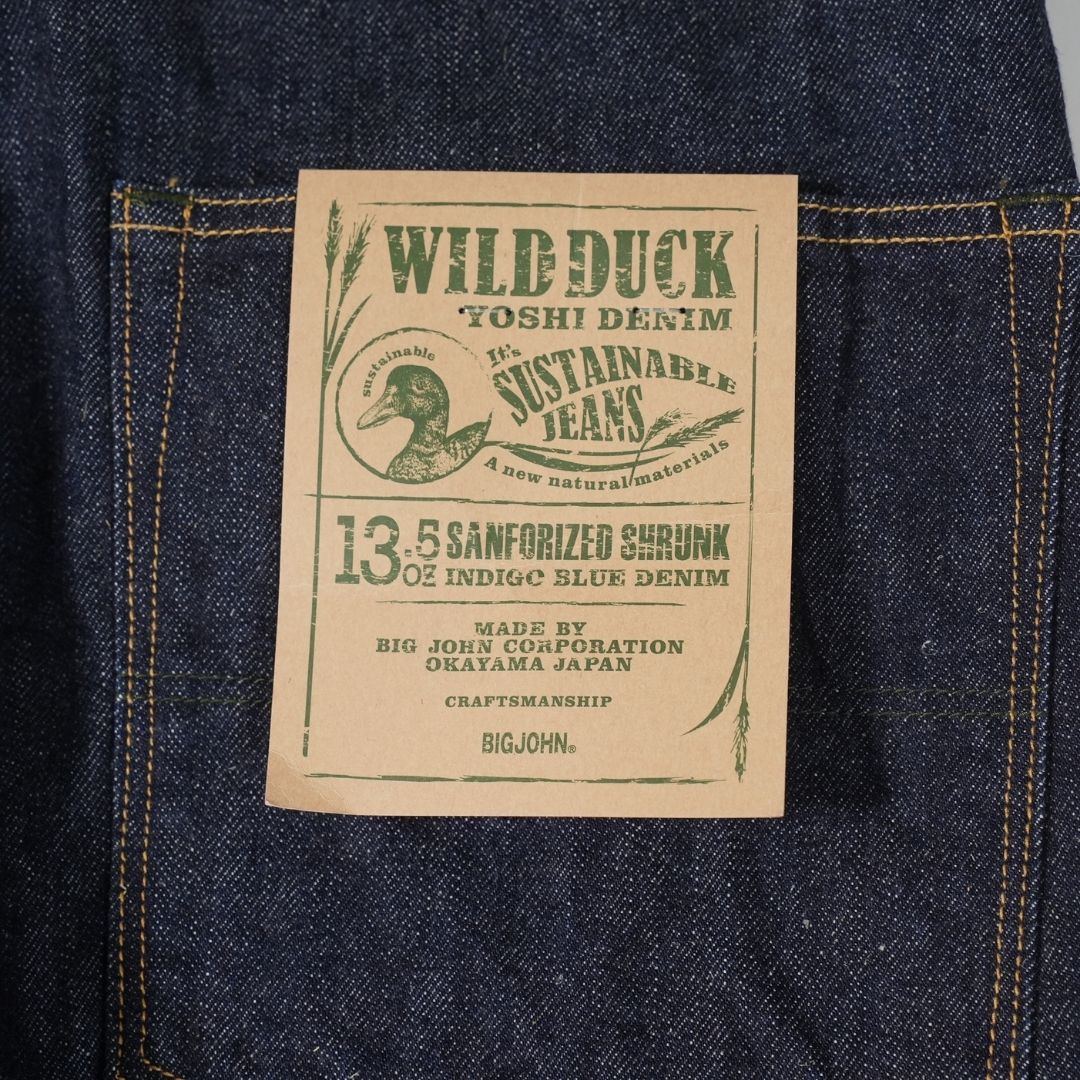 WILD DUCK
YOSHI DENIM
sustainable
It's
SUSTAINABLE
JEANS
A new natural materials
13.5 OZ
SANFORIZED SHRUNK
INDIGO BLUE DENIM
MADE BY
BIG JOHN CORPORATION
OKAYAMA JAPAN
CRAFTSMANSHIP
BIGJOHN®